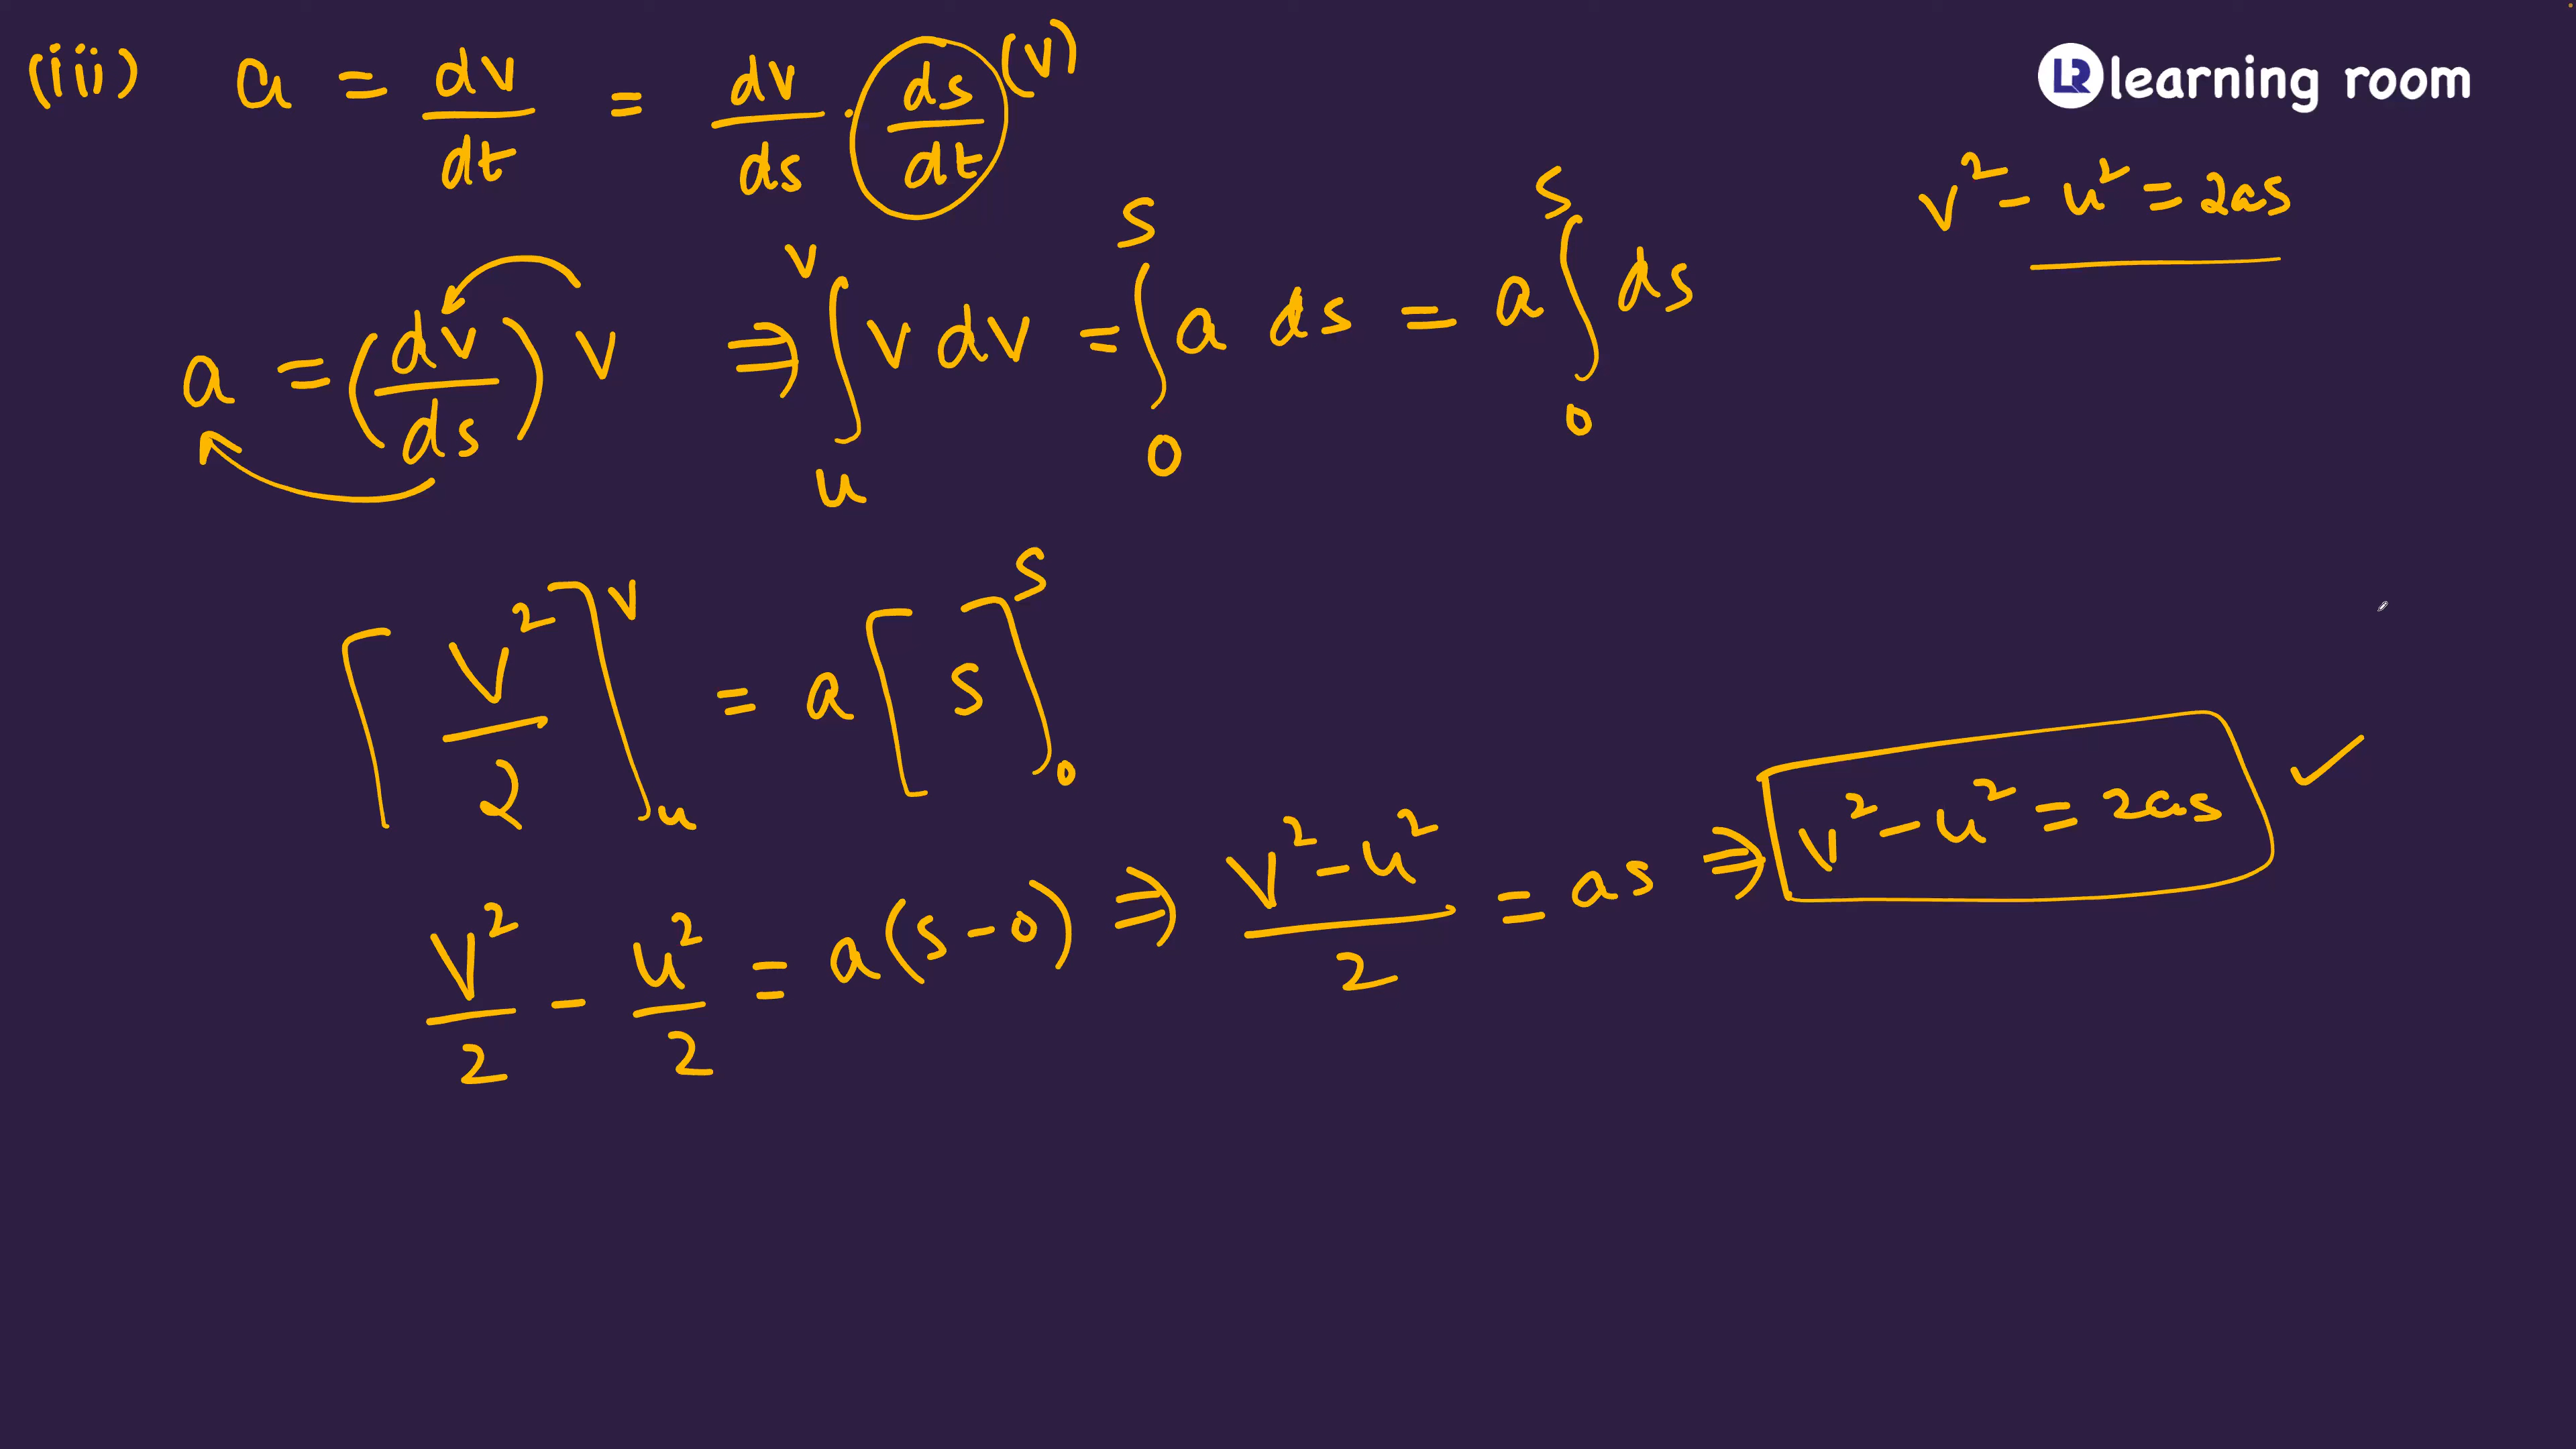 (iii) a = dv/dt = dv/ds · ds/dt (v)
LR learning room
v² - u² = 2as
a = (dv/ds) v ⇒ ∫ᵤᵛ v dv = ∫₀ˢ a ds = a ∫₀ˢ ds
[v²/2]ᵤᵛ = a [s]₀ˢ
v²/2 - u²/2 = a(s-0) ⇒ (v² - u²)/2 = as ⇒ v² - u² = 2as ✓